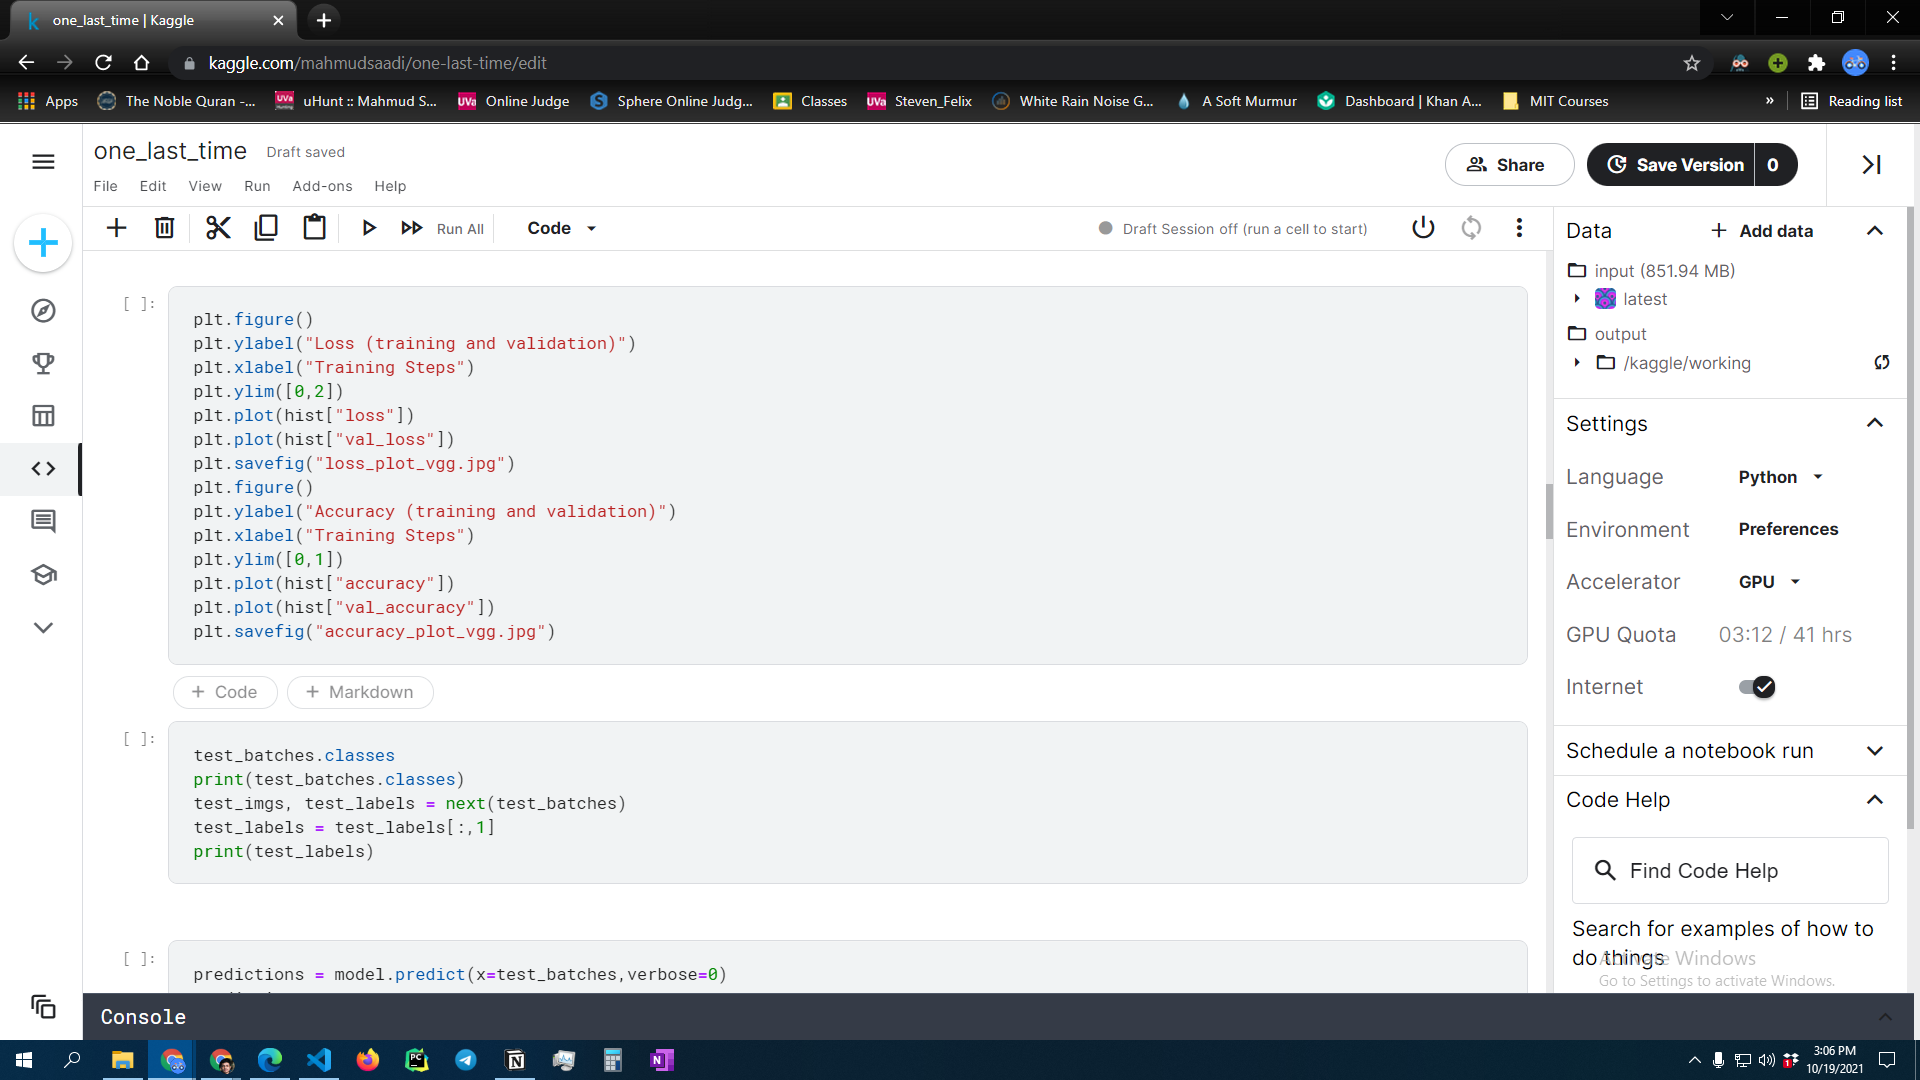 one_last_time | Kaggle
kaggle.com/mahmudsaadi/one-last-time/edit
Apps
The Noble Quran -...
uHunt :: Mahmud S...
Online Judge
Sphere Online Judg...
Classes
Steven_Felix
White Rain Noise G...
A Soft Murmur
Dashboard | Khan A...
MIT Courses
»
Reading list
one_last_time
Draft saved
File Edit View Run Add-ons Help
Share
Save Version 0
Run All
Code
Draft Session off (run a cell to start)
[ ]:
plt.figure()
plt.ylabel("Loss (training and validation)")
plt.xlabel("Training Steps")
plt.ylim([0,2])
plt.plot(hist["loss"])
plt.plot(hist["val_loss"])
plt.savefig("loss_plot_vgg.jpg")
plt.figure()
plt.ylabel("Accuracy (training and validation)")
plt.xlabel("Training Steps")
plt.ylim([0,1])
plt.plot(hist["accuracy"])
plt.plot(hist["val_accuracy"])
plt.savefig("accuracy_plot_vgg.jpg")
+ Code
+ Markdown
[ ]:
test_batches.classes
print(test_batches.classes)
test_imgs, test_labels = next(test_batches)
test_labels = test_labels[:,1]
print(test_labels)
[ ]:
predictions = model.predict(x=test_batches,verbose=0)
Console
Data
+ Add data
input (851.94 MB)
latest
output
/kaggle/working
Settings
Language Python
Environment Preferences
Accelerator GPU
GPU Quota 03:12 / 41 hrs
Internet
Schedule a notebook run
Code Help
Find Code Help
Search for examples of how to
do things
Activate Windows
Go to Settings to activate Windows.
3:06 PM
10/19/2021